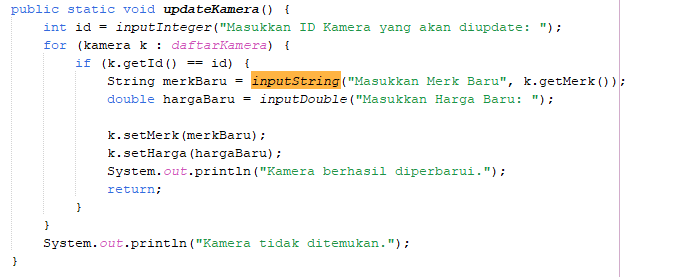 public static void updateKamera() {
    int id = inputInteger("Masukkan ID Kamera yang akan diupdate: ");
    for (kamera k : daftarKamera) {
        if (k.getId() == id) {
            String merkBaru = inputString("Masukkan Merk Baru", k.getMerk());
            double hargaBaru = inputDouble("Masukkan Harga Baru: ");

            k.setMerk(merkBaru);
            k.setHarga(hargaBaru);
            System.out.println("Kamera berhasil diperbarui.");
            return;
        }
    }
    System.out.println("Kamera tidak ditemukan.");
}